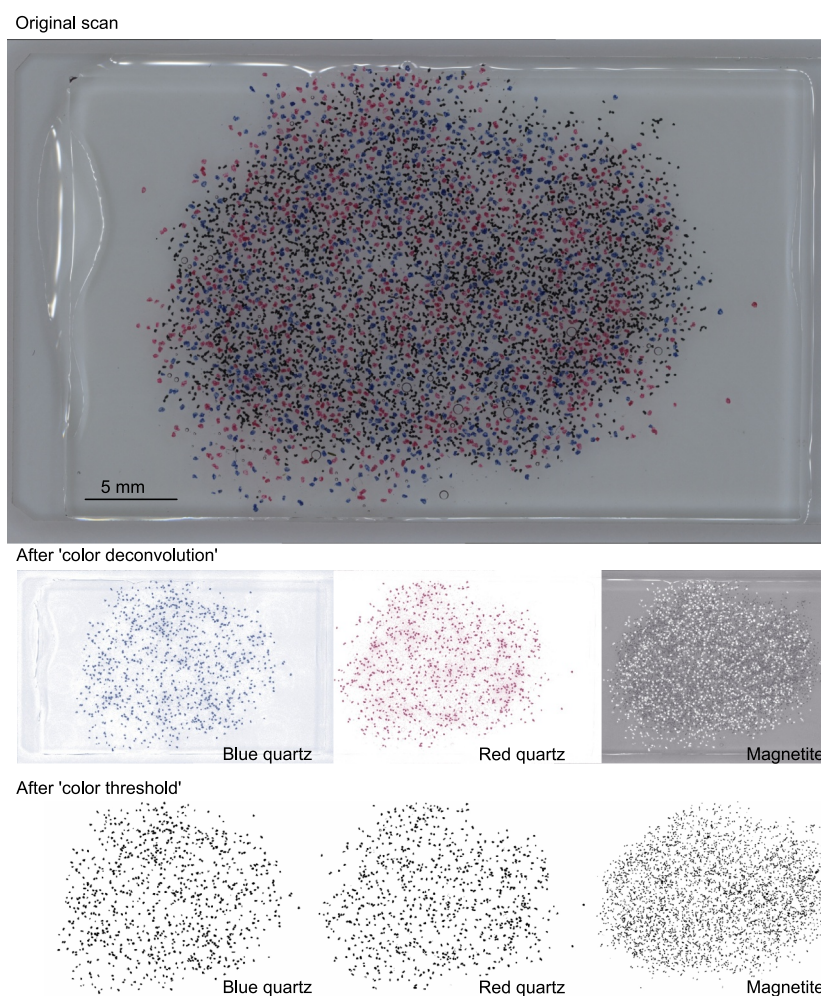 Original scan
5 mm
After 'color deconvolution'
Blue quartz
Red quartz
Magnetite
After 'color threshold'
Blue quartz
Red quartz
Magnetite